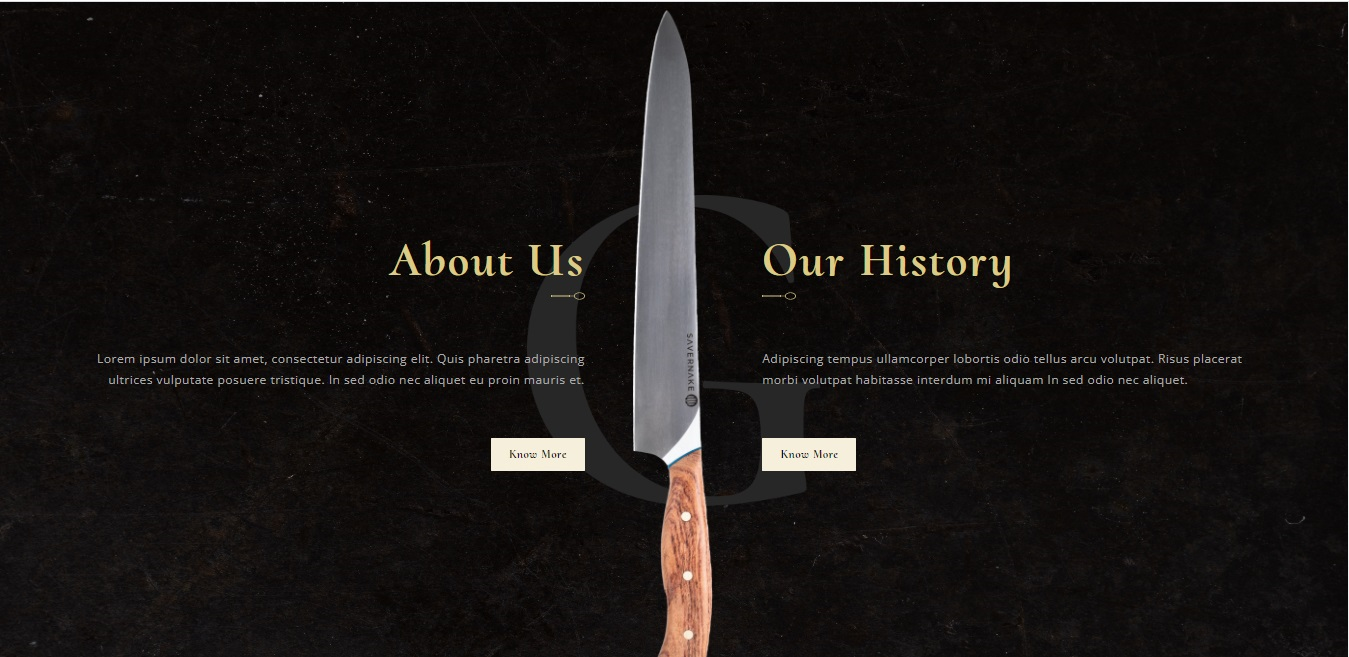 About Us
Lorem ipsum dolor sit amet, consectetur adipiscing elit. Quis pharetra adipiscing
ultrices vulputate posuere tristique. In sed odio nec aliquet eu proin mauris et.
Know More
G
SAVERNAKE
Our History
Adipiscing tempus ullamcorper lobortis odio tellus arcu volutpat. Risus placerat
morbi volutpat habitasse interdum mi aliquam In sed odio nec aliquet.
Know More